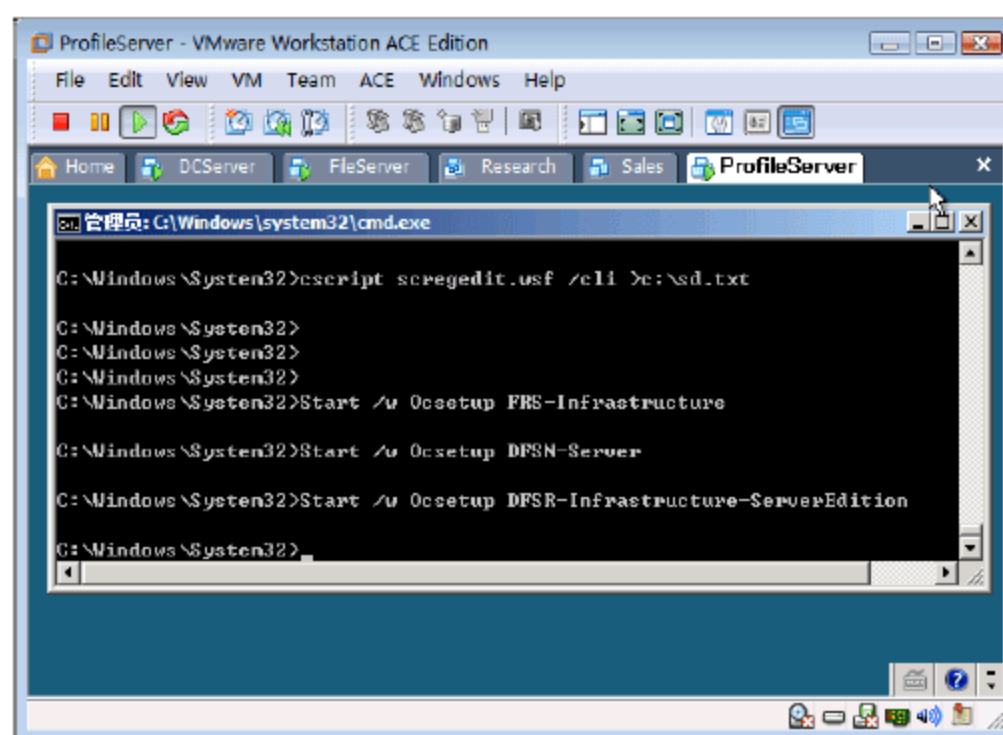 ProfileServer - VMware Workstation ACE Edition
File Edit View VM Team ACE Windows Help
Home DCServer FleServer Research Sales ProfileServer
管理员: C:\Windows\system32\cmd.exe
C:\Windows\System32>cscript scregedit.wsf /cli >c:\sd.txt
C:\Windows\System32>
C:\Windows\System32>
C:\Windows\System32>
C:\Windows\System32>Start /w Ocsetup FRS-Infrastructure
C:\Windows\System32>Start /w Ocsetup DFSN-Server
C:\Windows\System32>Start /w Ocsetup DFSR-Infrastructure-ServerEdition
C:\Windows\System32>_